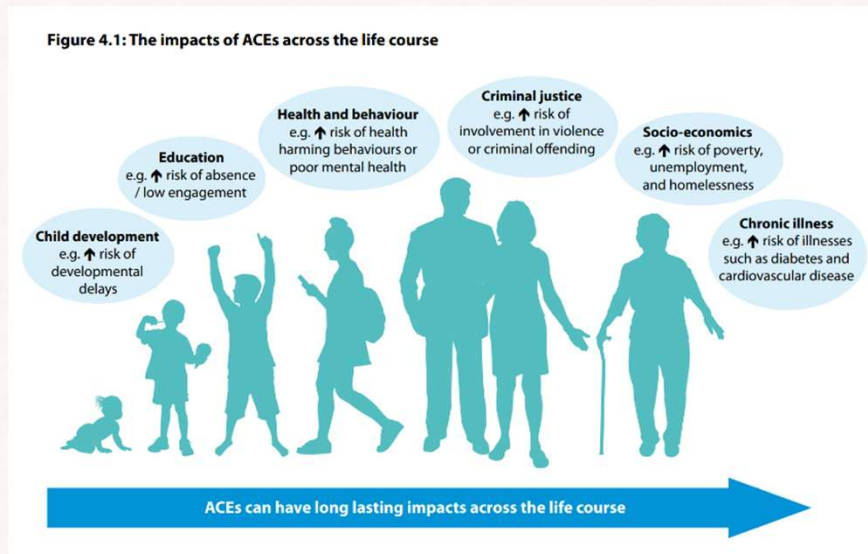 Figure 4.1: The impacts of ACEs across the life course
Child development
e.g. ↑ risk of
developmental
delays
Education
e.g. ↑ risk of absence
/ low engagement
Health and behaviour
e.g. ↑ risk of health
harming behaviours or
poor mental health
Criminal justice
e.g. ↑ risk of
involvement in violence
or criminal offending
Socio-economics
e.g. ↑ risk of poverty,
unemployment,
and homelessness
Chronic illness
e.g. ↑ risk of illnesses
such as diabetes and
cardiovascular disease
ACEs can have long lasting impacts across the life course